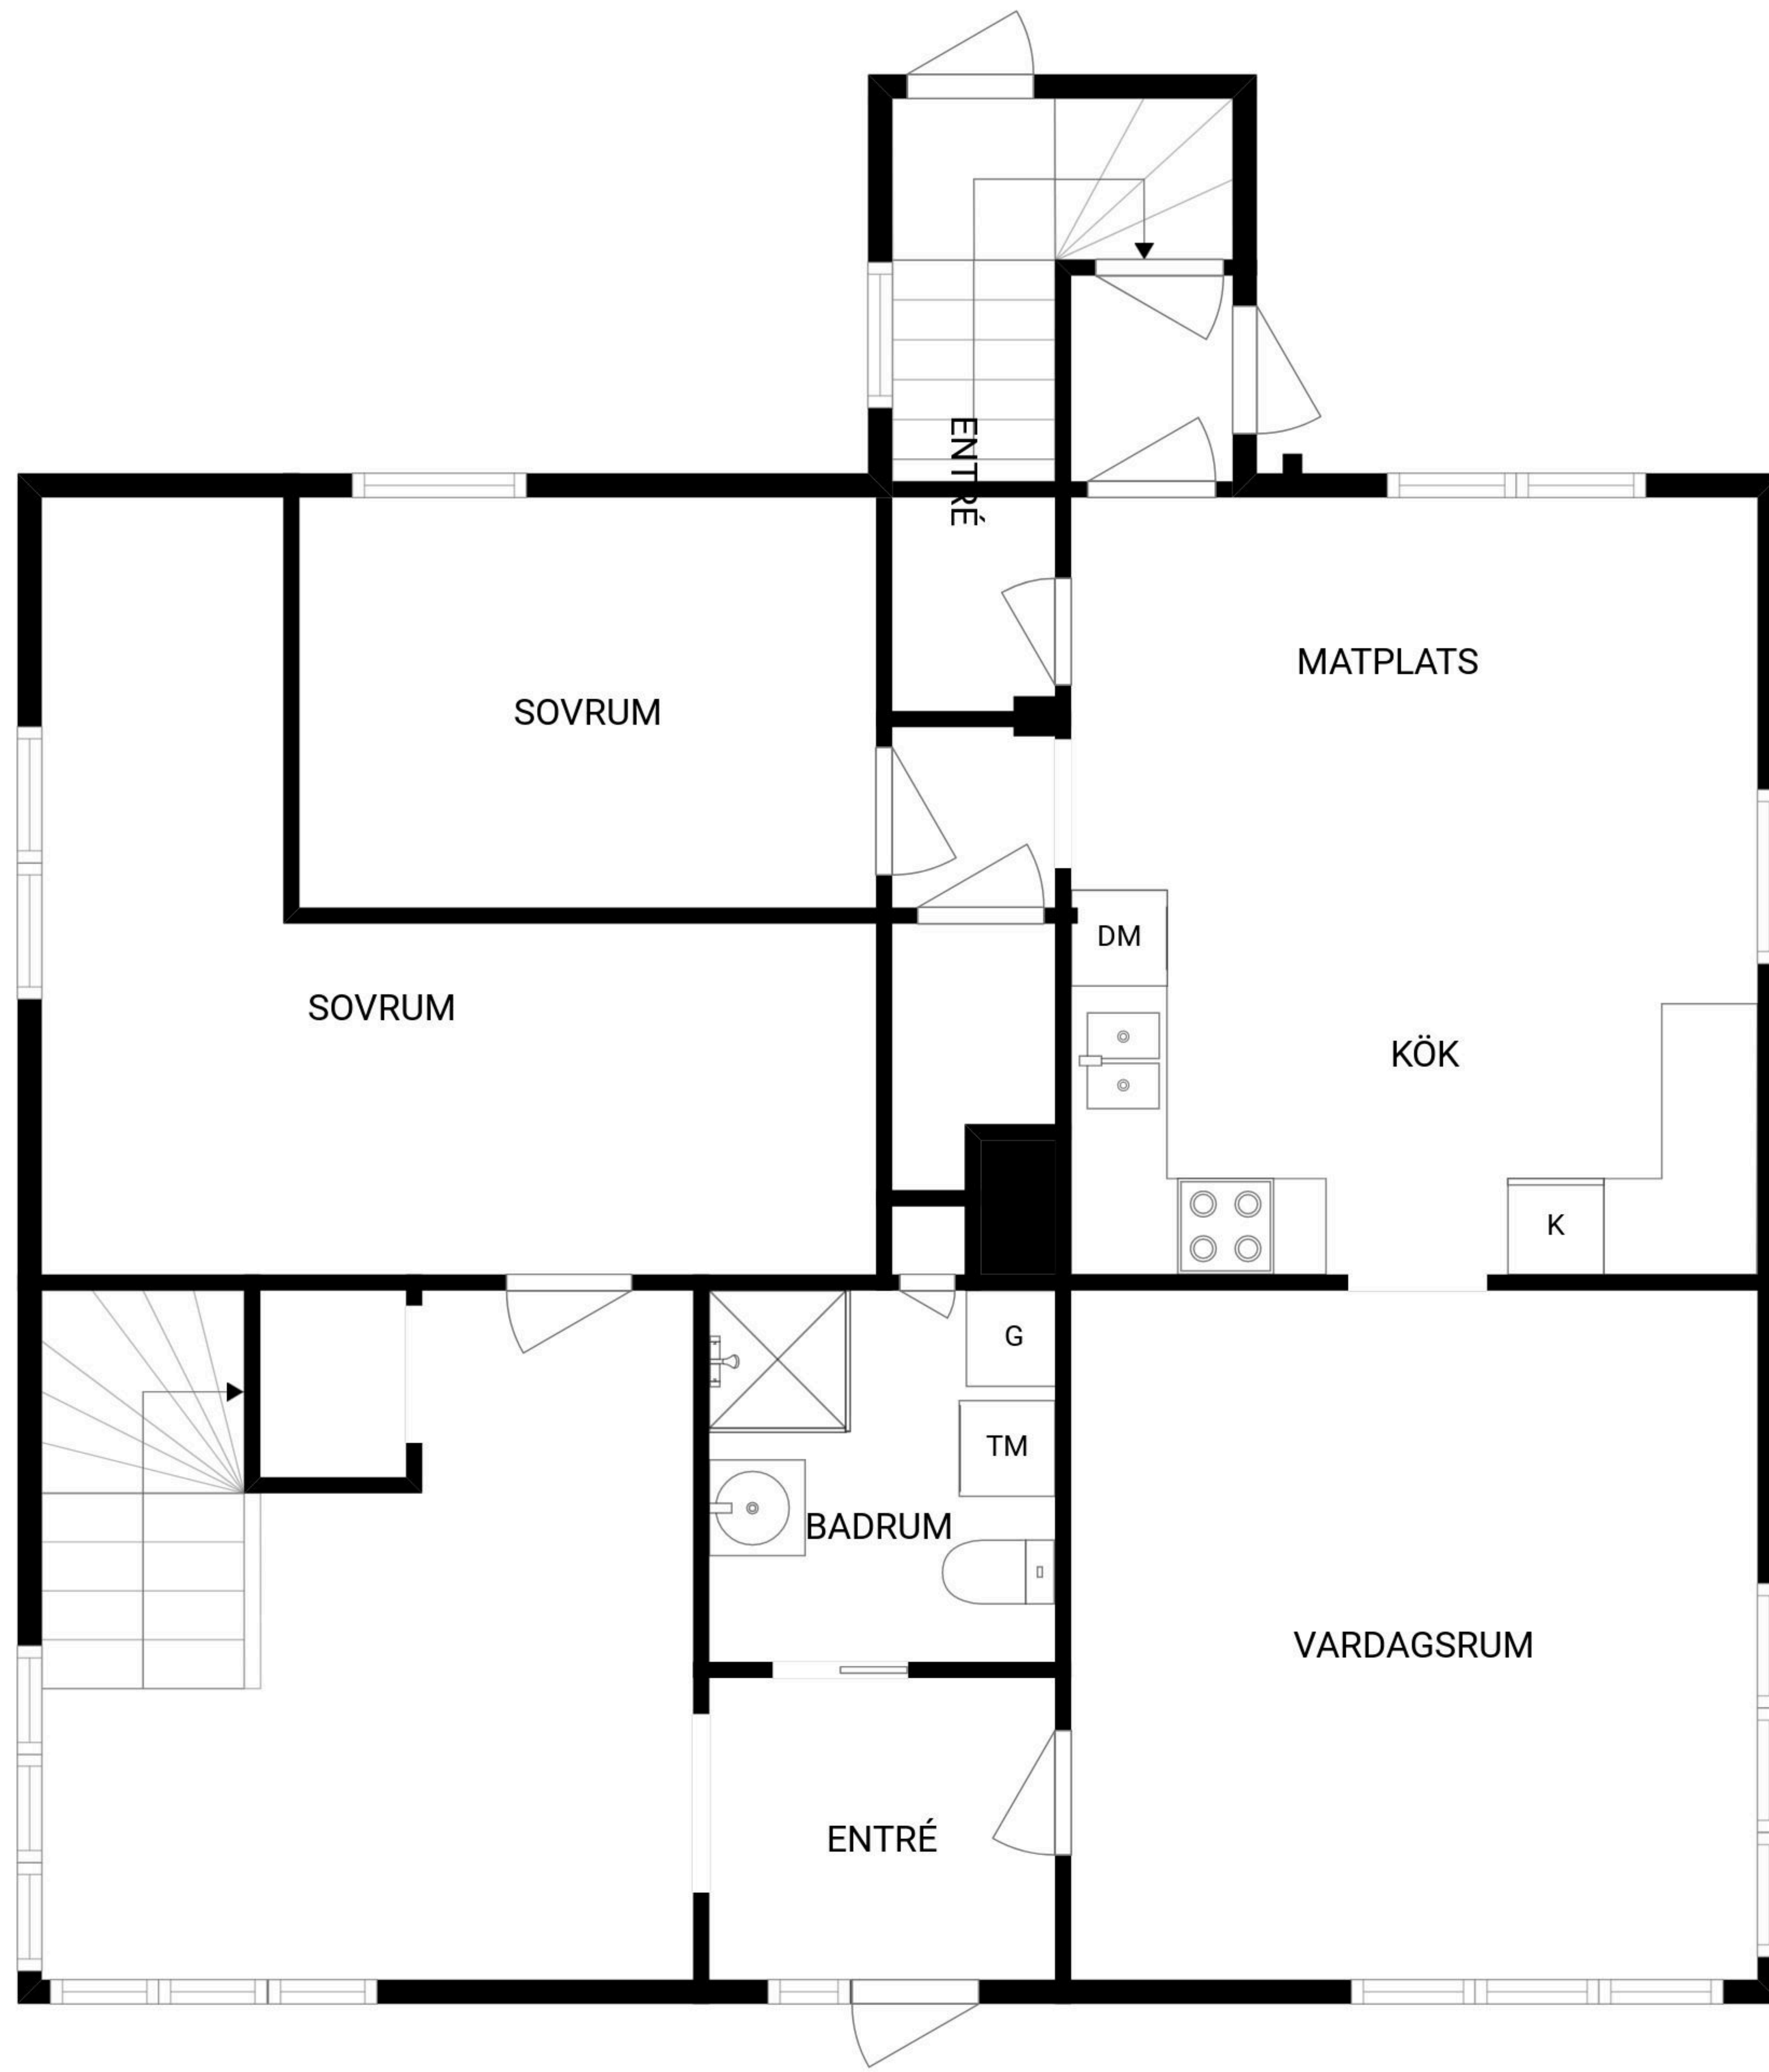 ENTRÉ
MATPLATS
SOVRUM
DM
SOVRUM
KÖK
K
G
TM
BADRUM
VARDAGSRUM
ENTRÉ